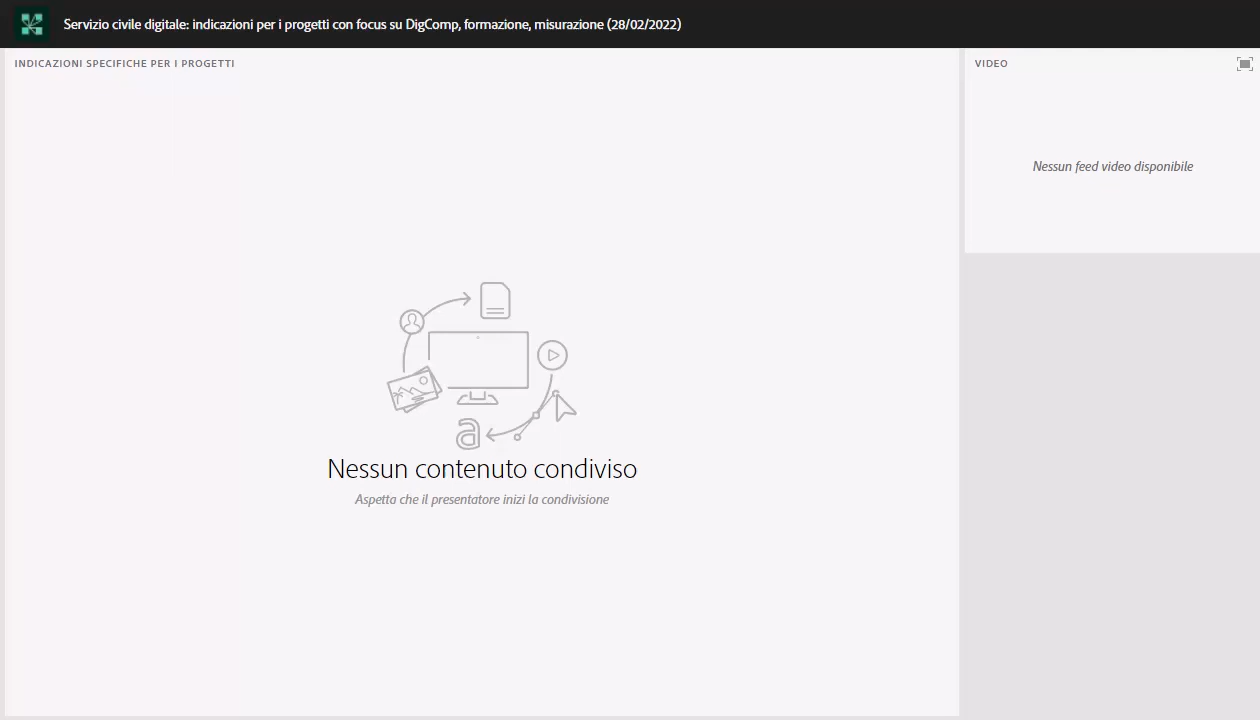 Servizio civile digitale: indicazioni per i progetti con focus su DigComp, formazione, misurazione (28/02/2022)
INDICAZIONI SPECIFICHE PER I PROGETTI
VIDEO
Nessun feed video disponibile
a
Nessun contenuto condiviso
Aspetta che il presentatore inizi la condivisione